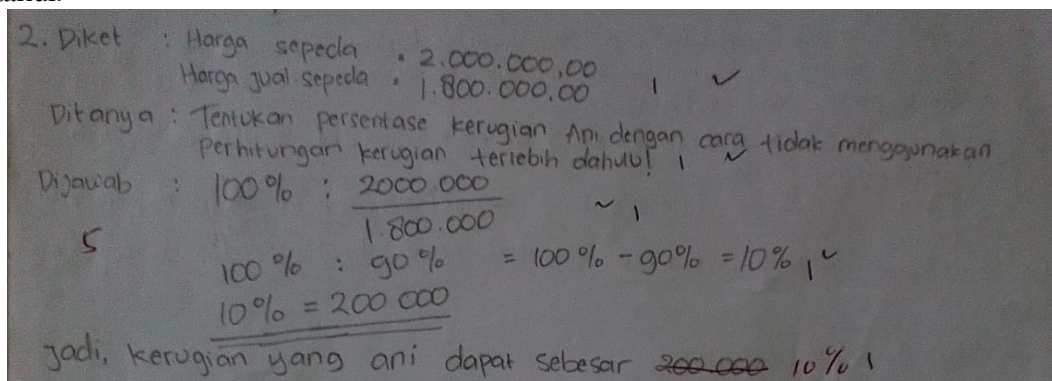 2. Diket : Harga sepeda = 2.000.000,00
Harga jual sepeda = 1.800.000,00 1 ✓
Ditanya : Tentukan persentase kerugian Ani dengan cara tidak menggunakan
perhitungan kerugian terlebih dahulu! 1 ✓
Dijawab : 100% : 2000.000
1.800.000 ✓ 1
5
100% : 90% = 100% - 90% = 10% 1 ✓
10% = 200 000
Jadi, kerugian yang ani dapat sebesar 200.000 10% 1